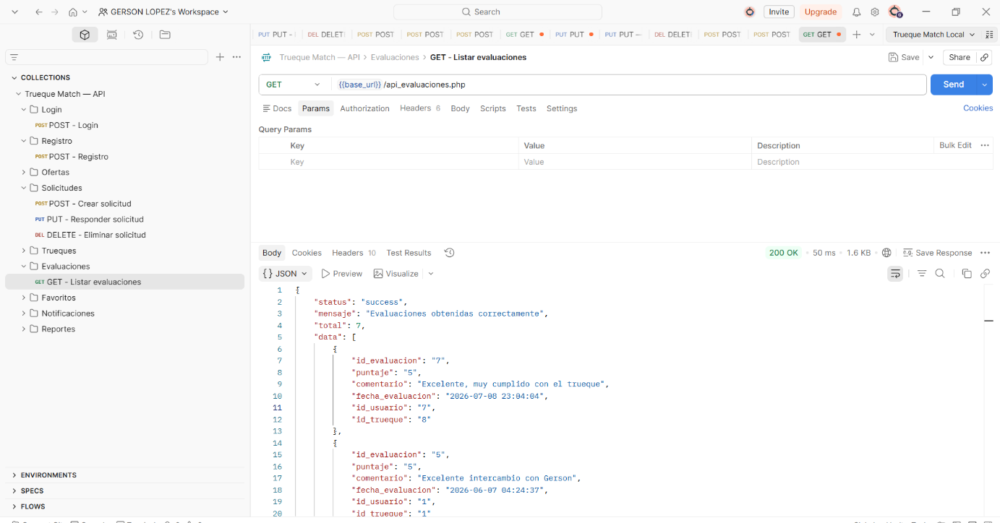 GERSON LOPEZ's Workspace
Search
Invite
Upgrade
PUT PUT -
DEL DELETI
POST POST
POST POST
POST POST
GET GET
PUT PUT
PUT PUT —
DEL DELETI
POST POST
POST POST
GET GET
Trueque Match Local
Trueque Match — API > Evaluaciones > GET - Listar evaluaciones
Save
Share
COLLECTIONS
Trueque Match — API
Login
POST POST - Login
Registro
POST POST - Registro
Ofertas
Solicitudes
POST POST - Crear solicitud
PUT PUT - Responder solicitud
DEL DELETE - Eliminar solicitud
Trueques
Evaluaciones
GET GET - Listar evaluaciones
Favoritos
Notificaciones
Reportes
ENVIRONMENTS
SPECS
FLOWS
HTTP
GET
{{base_url}} /api_evaluaciones.php
Send
Docs Params Authorization Headers 6 Body Scripts Tests Settings
Cookies
Query Params
Key Value Description Bulk Edit
Key Value Description
Body Cookies Headers 10 Test Results
200 OK • 50 ms • 1.6 KB
e.g. Save Response
{} JSON Preview Visualize
1 {
2 "status": "success",
3 "mensaje": "Evaluaciones obtenidas correctamente",
4 "total": 7,
5 "data": [
6 {
7 "id_evaluacion": "7",
8 "puntaje": "5",
9 "comentario": "Excelente, muy cumplido con el trueque",
10 "fecha_evaluacion": "2026-07-08 23:04:04",
11 "id_usuario": "7",
12 "id_trueque": "8"
13 },
14 {
15 "id_evaluacion": "5",
16 "puntaje": "5",
17 "comentario": "Excelente intercambio con Gerson",
18 "fecha_evaluacion": "2026-06-07 04:24:37",
19 "id_usuario": "1",
20 "id_trueque": "1"